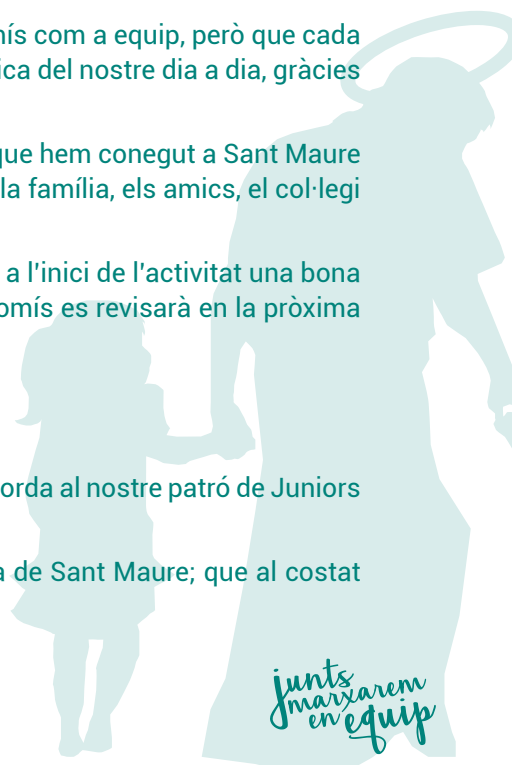 ís com a equip, però que cada
ica del nostre dia a dia, gràcies
que hem conegut a Sant Maure
la família, els amics, el col·legi
a l'inici de l'activitat una bona
omís es revisarà en la pròxima
orda al nostre patró de Juniors
a de Sant Maure; que al costat
junts
marxarem
en equip